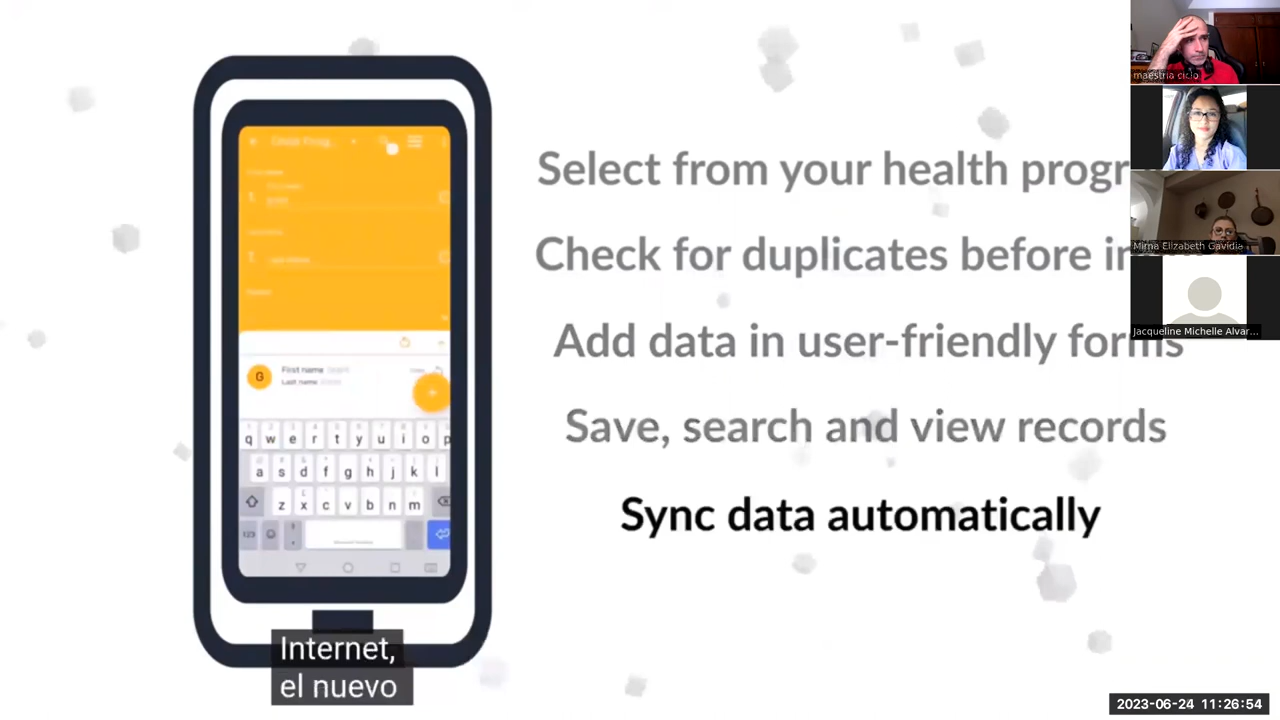 Select from your health progr
Check for duplicates before in
Add data in user-friendly forms
Save, search and view records
Sync data automatically
First name
Last name
G
q w e r t y u i o p
a s d f g h j k l
z x c v b n m
123
Internet,
el nuevo
maestria ciclo
Mirna Elizabeth Gavidia
Jacqueline Michelle Alvar...
2023-06-24 11:26:54